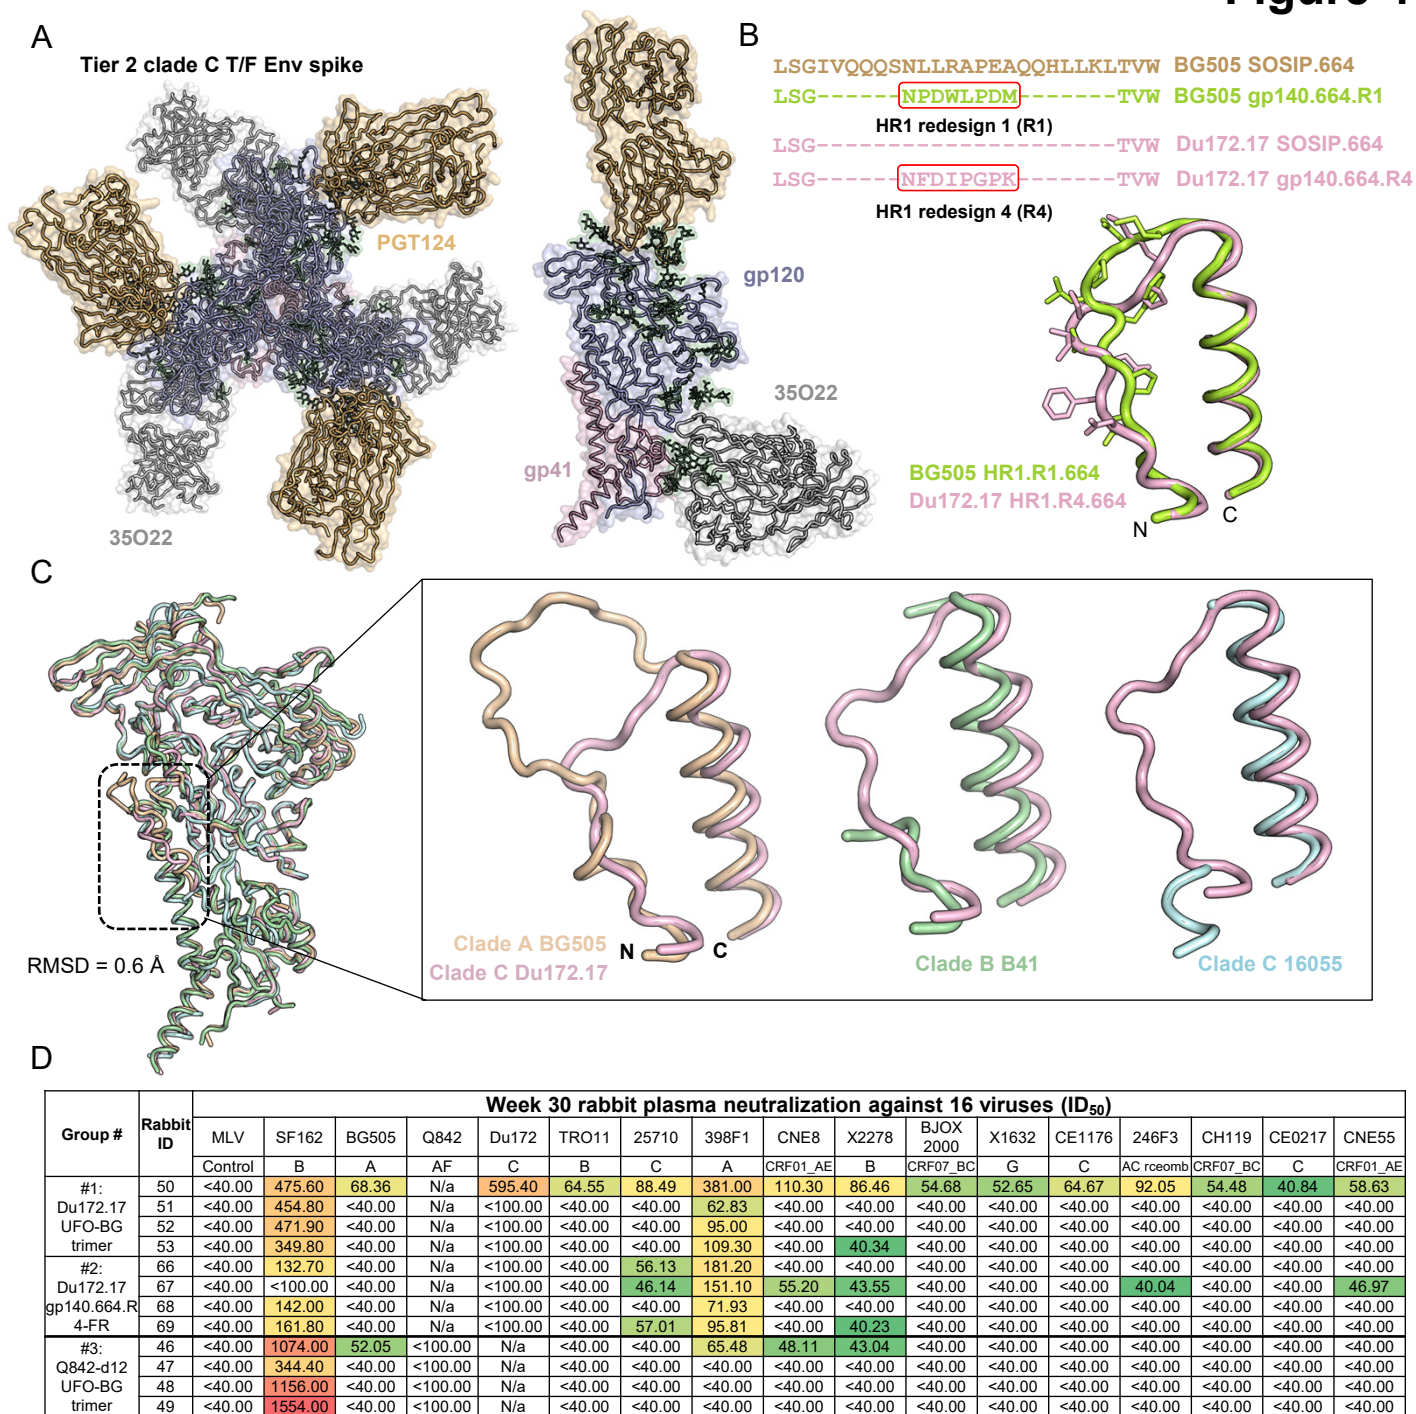 A
Tier 2 clade C T/F Env spike
PGT124
gp120
35O22
gp41
35O22
B
LSGIVQQQSNLLRAPEAQQHLLKLTVW BG505 SOSIP.664
LSG------NPDWLPDM-------TVW BG505 gp140.664.R1
HR1 redesign 1 (R1)
LSG---------------------TVW Du172.17 SOSIP.664
LSG------NFDIPGPK-------TVW Du172.17 gp140.664.R4
HR1 redesign 4 (R4)
BG505 HR1.R1.664
Du172.17 HR1.R4.664
N
C
C
RMSD = 0.6 Å
Clade A BG505
Clade C Du172.17
N
C
Clade B B41
Clade C 16055
D
Group # Rabbit ID Week 30 rabbit plasma neutralization against 16 viruses (ID50)
MLV SF162 BG505 Q842 Du172 TRO11 25710 398F1 CNE8 X2278 BJOX 2000 X1632 CE1176 246F3 CH119 CE0217 CNE55
Control B A AF C B C A CRF01_AE B CRF07_BC G C AC rceomb CRF07_BC C CRF01_AE
#1: 50 <40.00 475.60 68.36 N/a 595.40 64.55 88.49 381.00 110.30 86.46 54.68 52.65 64.67 92.05 54.48 40.84 58.63
Du172.17 51 <40.00 454.80 <40.00 N/a <100.00 <40.00 <40.00 62.83 <40.00 <40.00 <40.00 <40.00 <40.00 <40.00 <40.00 <40.00 <40.00
UFO-BG 52 <40.00 471.90 <40.00 N/a <100.00 <40.00 <40.00 95.00 <40.00 <40.00 <40.00 <40.00 <40.00 <40.00 <40.00 <40.00 <40.00
trimer 53 <40.00 349.80 <40.00 N/a <100.00 <40.00 <40.00 109.30 <40.00 40.34 <40.00 <40.00 <40.00 <40.00 <40.00 <40.00 <40.00
#2: 66 <40.00 132.70 <40.00 N/a <100.00 <40.00 56.13 181.20 <40.00 <40.00 <40.00 <40.00 <40.00 <40.00 <40.00 <40.00 <40.00
Du172.17 67 <40.00 <100.00 <40.00 N/a <100.00 <40.00 46.14 151.10 55.20 43.55 <40.00 <40.00 <40.00 40.04 <40.00 <40.00 46.97
gp140.664.R 68 <40.00 142.00 <40.00 N/a <100.00 <40.00 <40.00 71.93 <40.00 <40.00 <40.00 <40.00 <40.00 <40.00 <40.00 <40.00 <40.00
4-FR 69 <40.00 161.80 <40.00 N/a <100.00 <40.00 57.01 95.81 <40.00 40.23 <40.00 <40.00 <40.00 <40.00 <40.00 <40.00 <40.00
#3: 46 <40.00 1074.00 52.05 <100.00 N/a <40.00 <40.00 65.48 48.11 43.04 <40.00 <40.00 <40.00 <40.00 <40.00 <40.00 <40.00
Q842-d12 47 <40.00 344.40 <40.00 <100.00 N/a <40.00 <40.00 <40.00 <40.00 <40.00 <40.00 <40.00 <40.00 <40.00 <40.00 <40.00 <40.00
UFO-BG 48 <40.00 1156.00 <40.00 <100.00 N/a <40.00 <40.00 <40.00 <40.00 <40.00 <40.00 <40.00 <40.00 <40.00 <40.00 <40.00 <40.00
trimer 49 <40.00 1554.00 <40.00 <100.00 N/a <40.00 <40.00 <40.00 <40.00 <40.00 <40.00 <40.00 <40.00 <40.00 <40.00 <40.00 <40.00